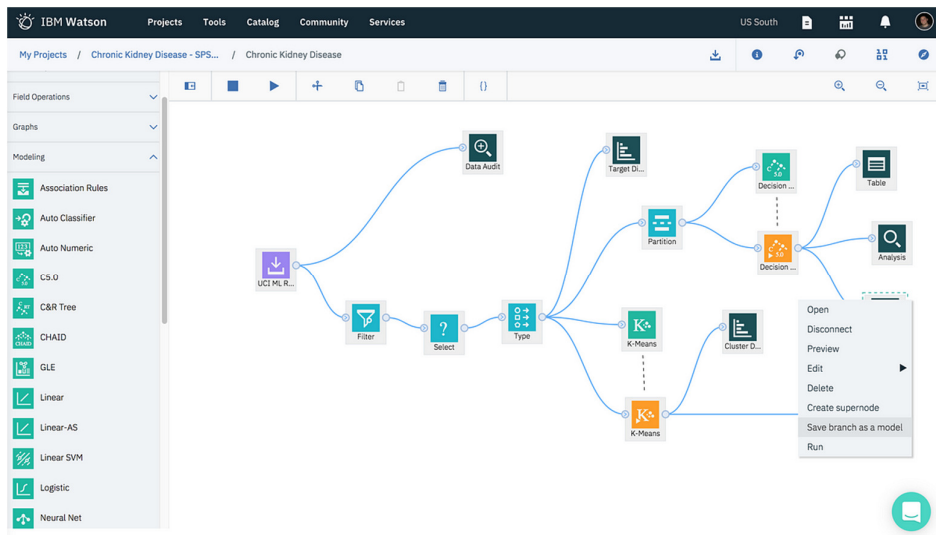 IBM Watson
Projects
Tools
Catalog
Community
Services
US South
My Projects / Chronic Kidney Disease - SPS... / Chronic Kidney Disease
Field Operations
Graphs
Modeling
Association Rules
Auto Classifier
Auto Numeric
C5.0
C&R Tree
CHAID
GLE
Linear
Linear-AS
Linear SVM
Logistic
Neural Net
Data Audit
UCI ML R...
Filter
Select
Type
Target Di...
Partition
K-Means
K-Means
Cluster D...
Decision ...
Decision ...
Table
Analysis
Open
Disconnect
Preview
Edit
Delete
Create supernode
Save branch as a model
Run